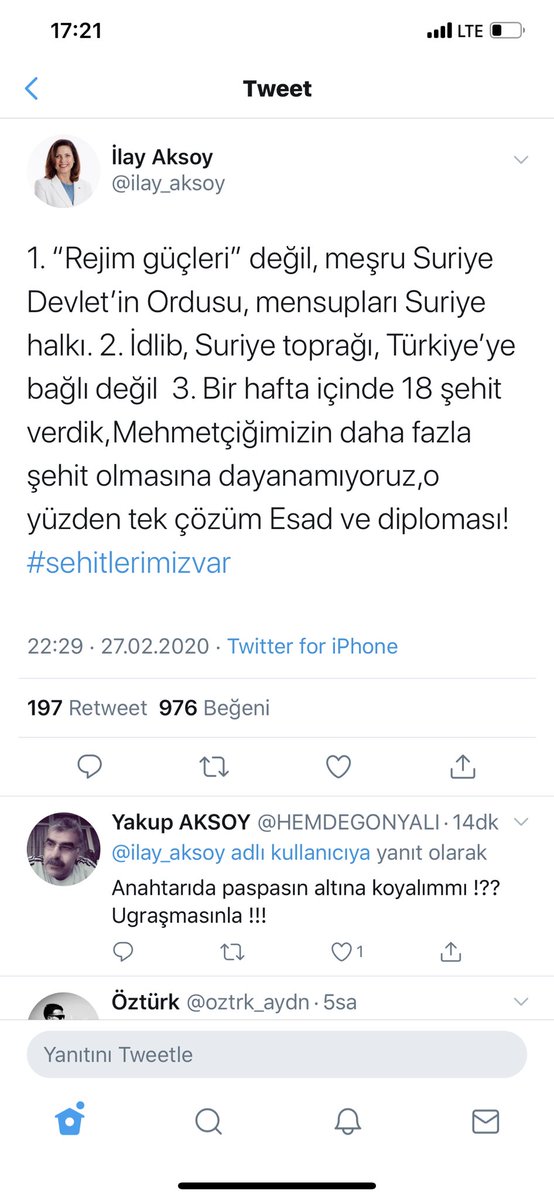 17:21
LTE
Tweet
İlay Aksoy
@ilay_aksoy
1. “Rejim güçleri” değil, meşru Suriye
Devlet’in Ordusu, mensupları Suriye
halkı. 2. İdlib, Suriye toprağı, Türkiye’ye
bağlı değil  3. Bir hafta içinde 18 şehit
verdik,Mehmetçiğimizin daha fazla
şehit olmasına dayanamıyoruz,o
yüzden tek çözüm Esad ve diploması!
#sehitlerimizvar
22:29 · 27.02.2020 · Twitter for iPhone
197 Retweet 976 Beğeni
Yakup AKSOY @HEMDEGONYALI · 14dk
@ilay_aksoy adlı kullanıcıya yanıt olarak
Anahtarıda paspasın altına koyalımmı !??
Ugraşmasınla !!!
1
Öztürk @oztrk_aydn · 5sa
Yanıtını Tweetle